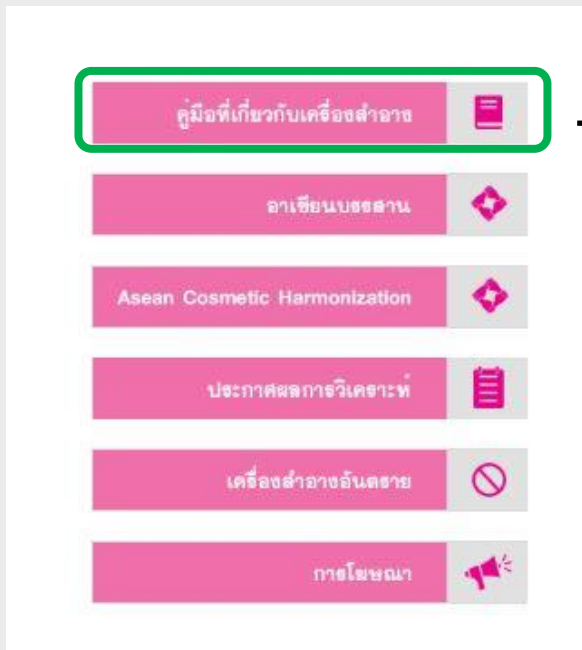 คู่มือที่เกี่ยวกับเครื่องสำอาง
อาเซียนบรรสาน
Asean Cosmetic Harmonization
ประกาศผลการวิเคราะห์
เครื่องสำอางอันตราย
การโฆษณา